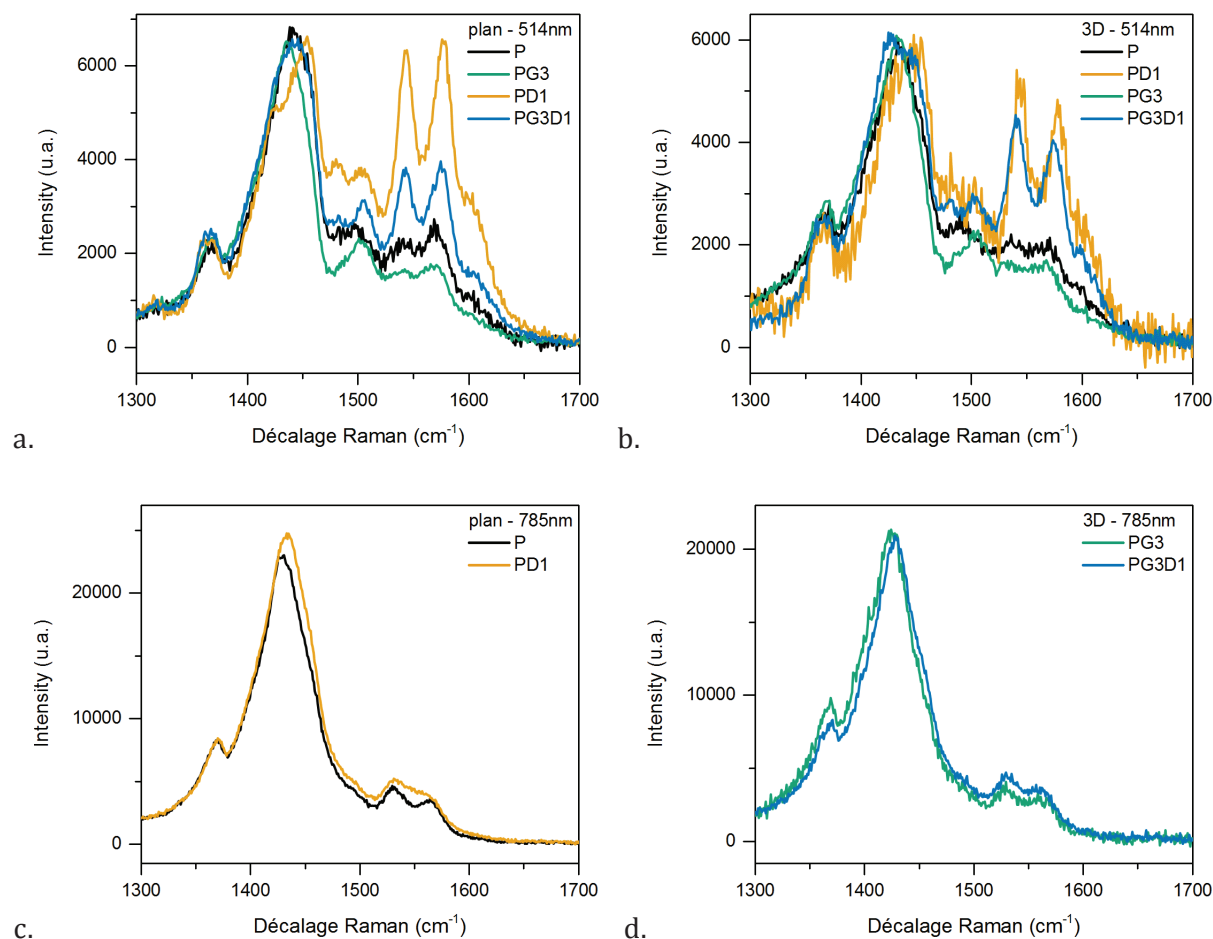 plan - 514nm
P
PG3
PD1
PG3D1
6000
4000
2000
0
Intensity (u.a.)
1300 1400 1500 1600 1700
Décalage Raman (cm-1)
a.
3D - 514nm
P
PD1
PG3
PG3D1
6000
4000
2000
0
Intensity (u.a.)
1300 1400 1500 1600 1700
Décalage Raman (cm-1)
b.
plan - 785nm
P
PD1
20000
10000
0
Intensity (u.a.)
1300 1400 1500 1600 1700
Décalage Raman (cm-1)
c.
3D - 785nm
PG3
PG3D1
20000
10000
0
Intensity (u.a.)
1300 1400 1500 1600 1700
Décalage Raman (cm-1)
d.